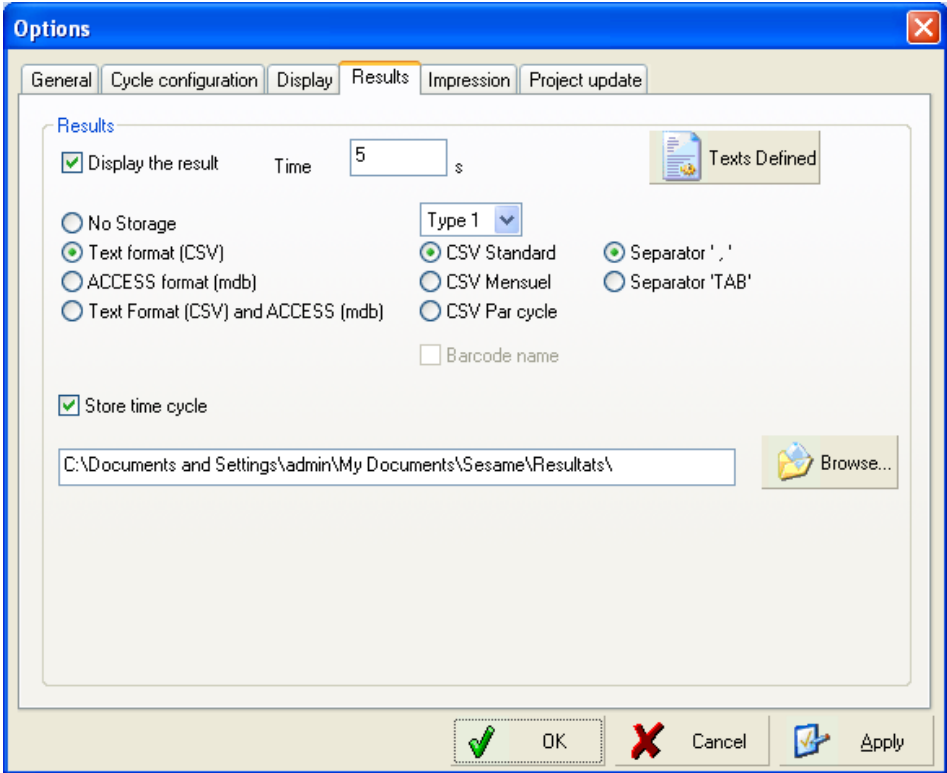 Options
General Cycle configuration Display Results Impression Project update
Results
Display the result Time 5 s Texts Defined
No Storage Type 1
Text format (CSV) CSV Standard Separator ' , '
ACCESS format (mdb) CSV Mensuel Separator 'TAB'
Text Format (CSV) and ACCESS (mdb) CSV Par cycle
Barcode name
Store time cycle
C:\Documents and Settings\admin\My Documents\Sesame\Resultats\ Browse...
OK Cancel Apply